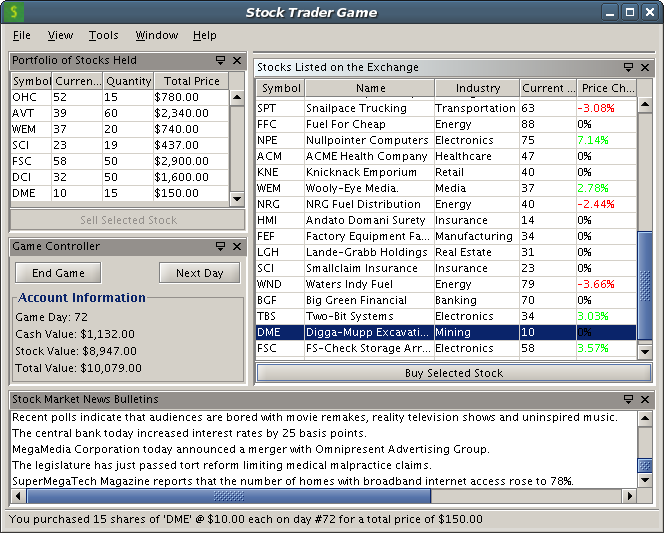 Stock Trader Game
File View Tools Window Help
Portfolio of Stocks Held
Symbol Curren... Quantity Total Price
OHC 52 15 $780.00
AVT 39 60 $2,340.00
WEM 37 20 $740.00
SCI 23 19 $437.00
FSC 58 50 $2,900.00
DCI 32 50 $1,600.00
DME 10 15 $150.00
Sell Selected Stock
Game Controller
End Game Next Day
Account Information
Game Day: 72
Cash Value: $1,132.00
Stock Value: $8,947.00
Total Value: $10,079.00
Stocks Listed on the Exchange
Symbol Name Industry Current ... Price Ch...
SPT Snailpace Trucking Transportation 63 -3.08%
FFC Fuel For Cheap Energy 88 0%
NPE Nullpointer Computers Electronics 75 7.14%
ACM ACME Health Company Healthcare 47 0%
KNE Knicknack Emporium Retail 40 0%
WEM Wooly-Eye Media. Media 37 2.78%
NRG NRG Fuel Distribution Energy 40 -2.44%
HMI Andato Domani Surety Insurance 14 0%
FEF Factory Equipment Fa... Manufacturing 34 0%
LGH Lande-Grabb Holdings Real Estate 31 0%
SCI Smallclaim Insurance Insurance 23 0%
WND Waters Indy Fuel Energy 79 -3.66%
BGF Big Green Financial Banking 70 0%
TBS Two-Bit Systems Electronics 34 3.03%
DME Digga-Mupp Excavati... Mining 10 0%
FSC FS-Check Storage Arr... Electronics 58 3.57%
Buy Selected Stock
Stock Market News Bulletins
Recent polls indicate that audiences are bored with movie remakes, reality television shows and uninspired music.
The central bank today increased interest rates by 25 basis points.
MegaMedia Corporation today announced a merger with Omnipresent Advertising Group.
The legislature has just passed tort reform limiting medical malpractice claims.
SuperMegaTech Magazine reports that the number of homes with broadband internet access rose to 78%.
You purchased 15 shares of 'DME' @ $10.00 each on day #72 for a total price of $150.00